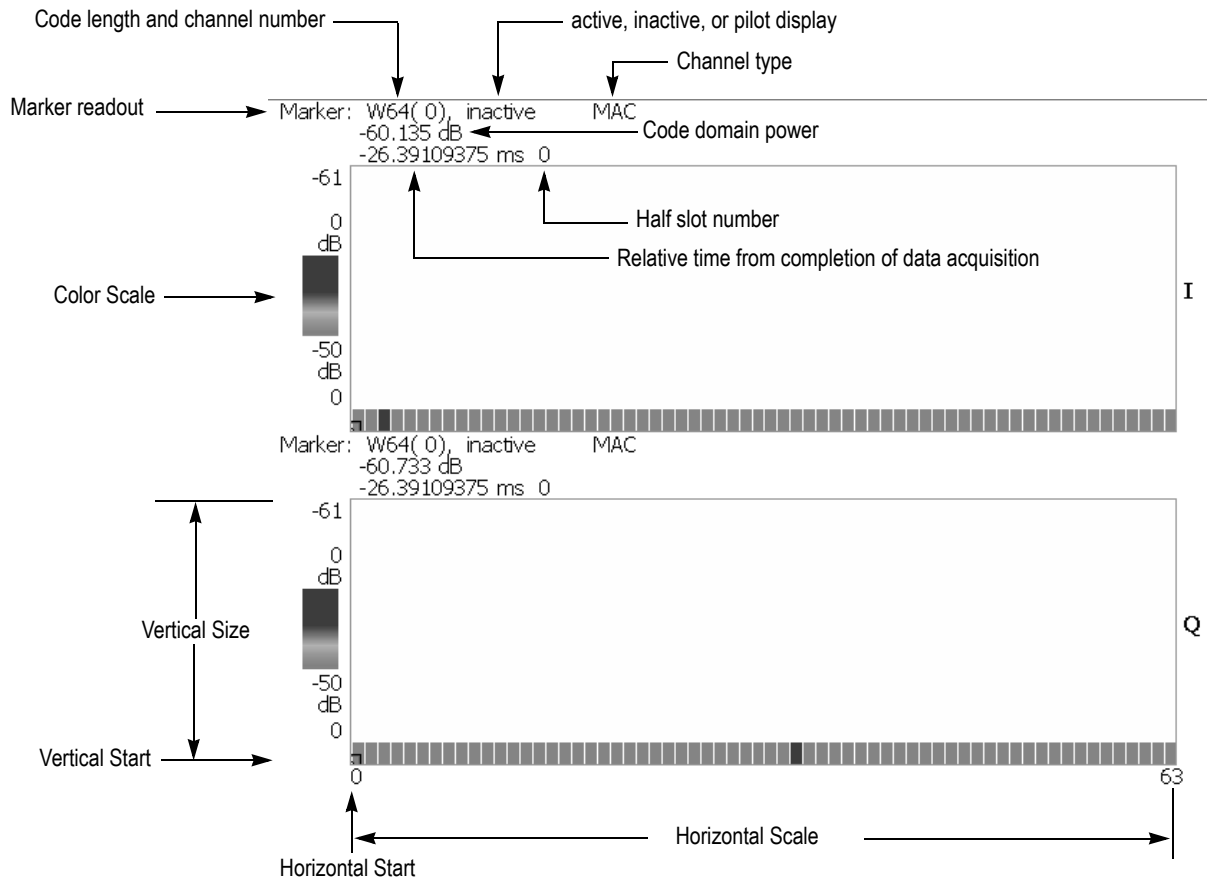 Code length and channel number
active, inactive, or pilot display
Channel type
Marker readout
Marker: W64( 0), inactive MAC
-60.135 dB
Code domain power
-26.39109375 ms 0
-61
Half slot number
0
dB
Relative time from completion of data acquisition
Color Scale
I
-50
dB
0
Marker: W64( 0), inactive MAC
-60.733 dB
-26.39109375 ms 0
-61
0
dB
Vertical Size
Q
-50
dB
0
Vertical Start
0 63
Horizontal Scale
Horizontal Start